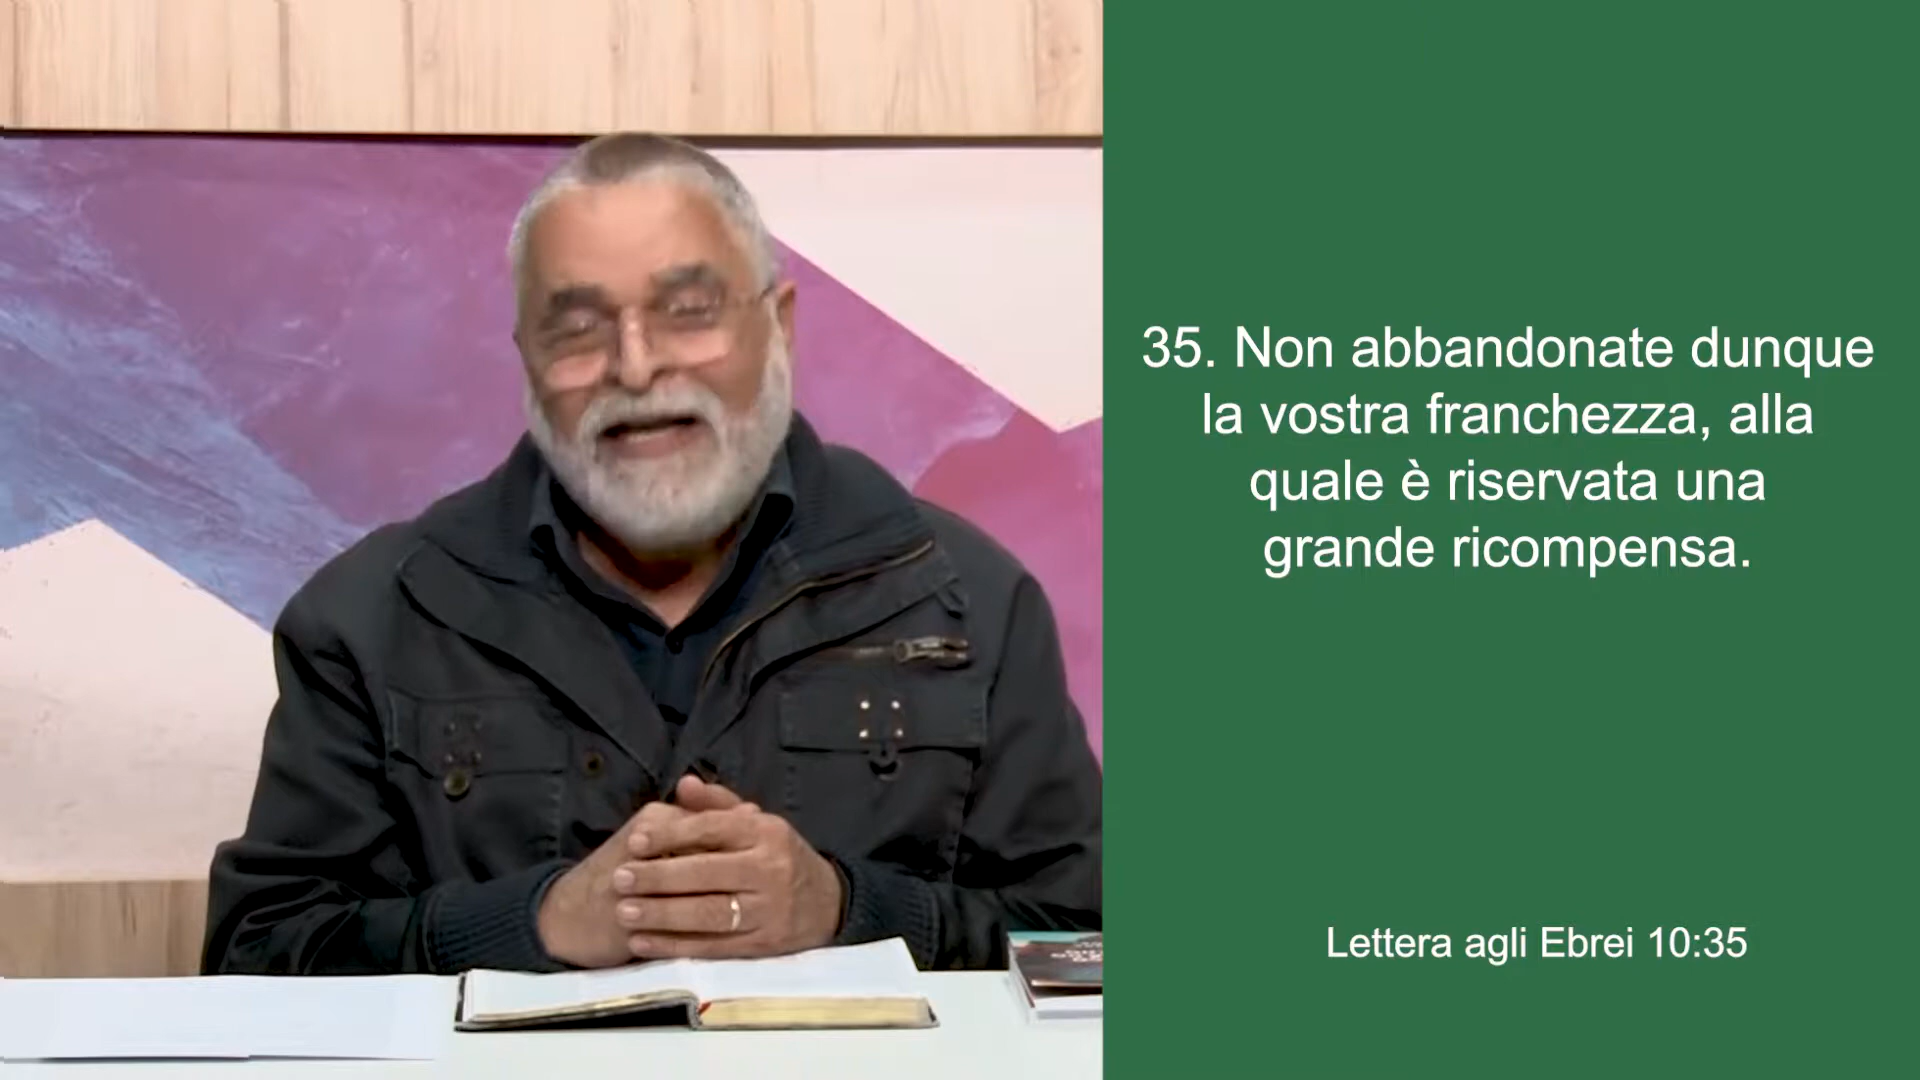 35. Non abbandonate dunque
la vostra franchezza, alla
quale è riservata una
grande ricompensa.
Lettera agli Ebrei 10:35